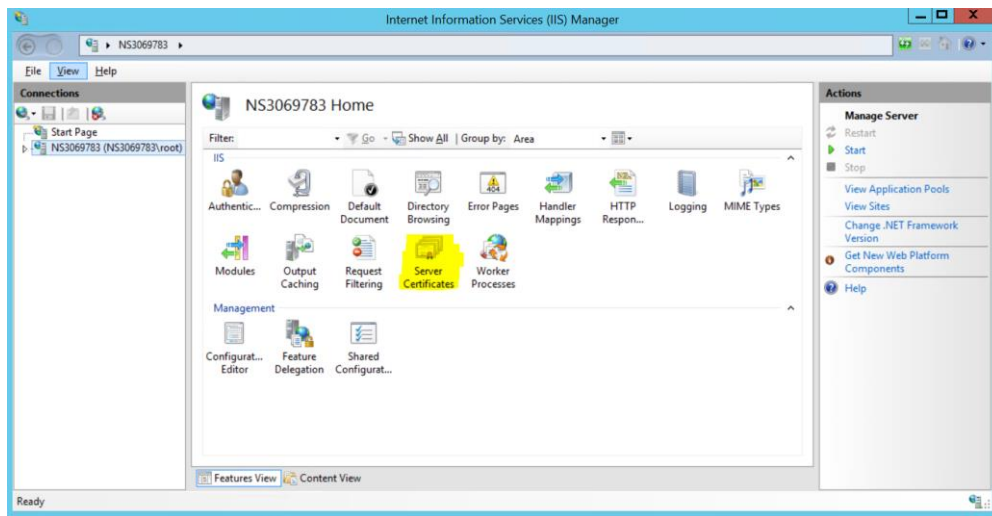 Internet Information Services (IIS) Manager
NS3069783
File View Help
Connections
Start Page
NS3069783 (NS3069783\root)
NS3069783 Home
Filter: Go Show All Group by: Area
IIS
Authentic... Compression Default Document Directory Browsing Error Pages Handler Mappings HTTP Respon... Logging MIME Types
Modules Output Caching Request Filtering Server Certificates Worker Processes
Management
Configurat... Editor Feature Delegation Shared Configurat...
Features View Content View
Actions
Manage Server
Restart
Start
Stop
View Application Pools
View Sites
Change .NET Framework
Version
Get New Web Platform
Components
Help
Ready